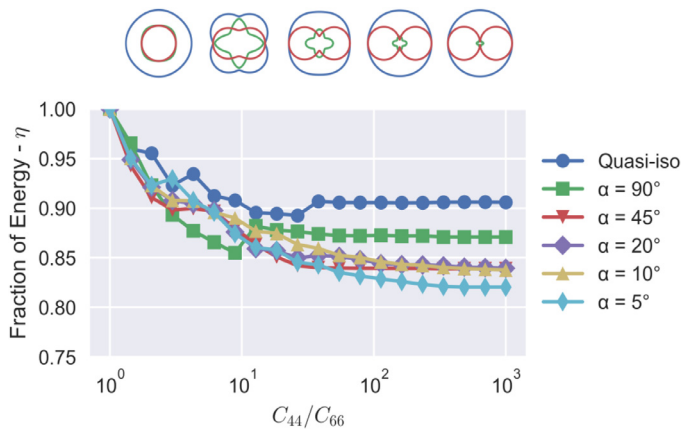 1.00
0.95
0.90
0.85
0.80
0.75
Fraction of Energy - η
10⁰
10¹
10²
10³
C₄₄/C₆₆
Quasi-iso
α = 90°
α = 45°
α = 20°
α = 10°
α = 5°